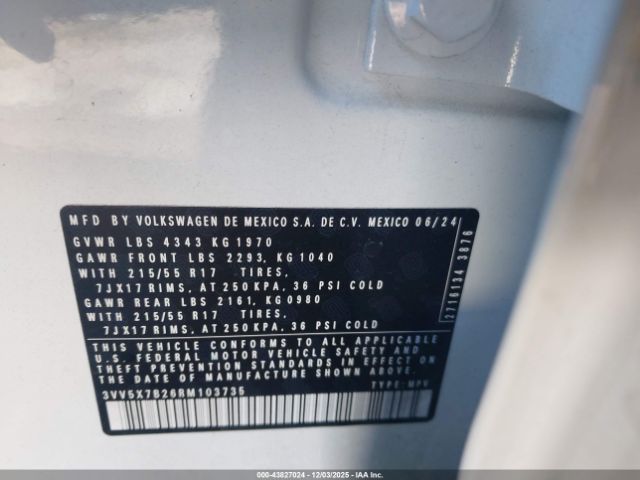 MFD BY VOLKSWAGEN DE MEXICO S.A. DE C.V. MEXICO 06/24
GVWR LBS 4343 KG 1970
GAWR FRONT LBS 2293, KG 1040
WITH 215/55 R17 TIRES,
7JX17 RIMS, AT 250 KPA, 36 PSI COLD
GAWR REAR LBS 2161, KG 0980
WITH 215/55 R17 TIRES,
7JX17 RIMS, AT 250 KPA, 36 PSI COLD
THIS VEHICLE CONFORMS TO ALL APPLICABLE
U.S. FEDERAL MOTOR VEHICLE SAFETY AND
THEFT PREVENTION STANDARDS IN EFFECT
ON THE DATE OF MANUFACTURE SHOWN ABOVE.
3VV5X7B26RM103735 TYPE: MPV
2716134 3876
000-43827024 | 12/03/2025 | IAA Inc.